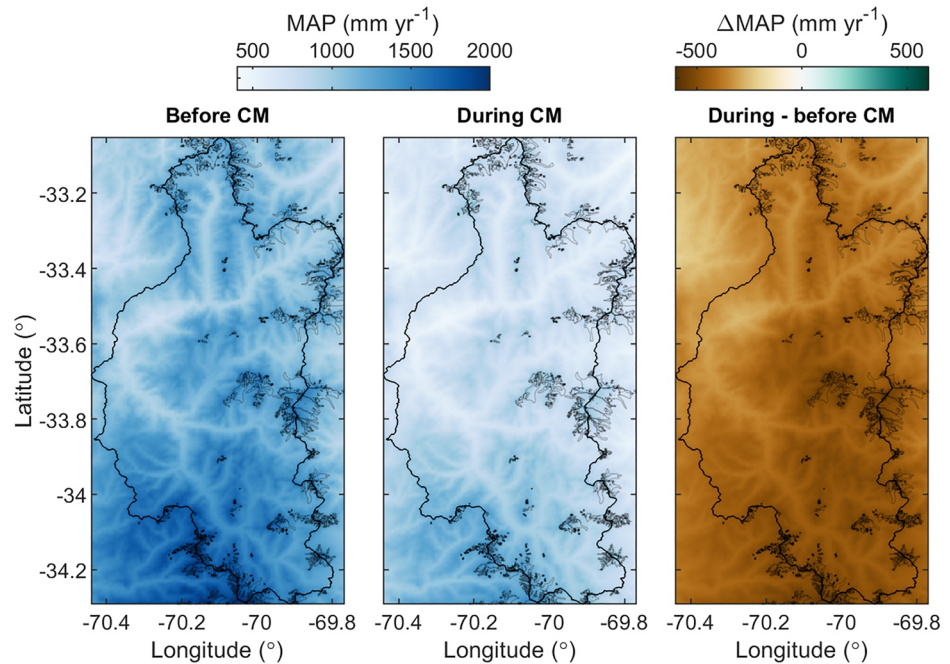 MAP (mm yr⁻¹)
500 1000 1500 2000
ΔMAP (mm yr⁻¹)
-500 0 500
Before CM
During CM
During - before CM
Latitude (°)
-33.2
-33.4
-33.6
-33.8
-34
-34.2
-70.4 -70.2 -70 -69.8
-70.4 -70.2 -70 -69.8
-70.4 -70.2 -70 -69.8
Longitude (°)
Longitude (°)
Longitude (°)